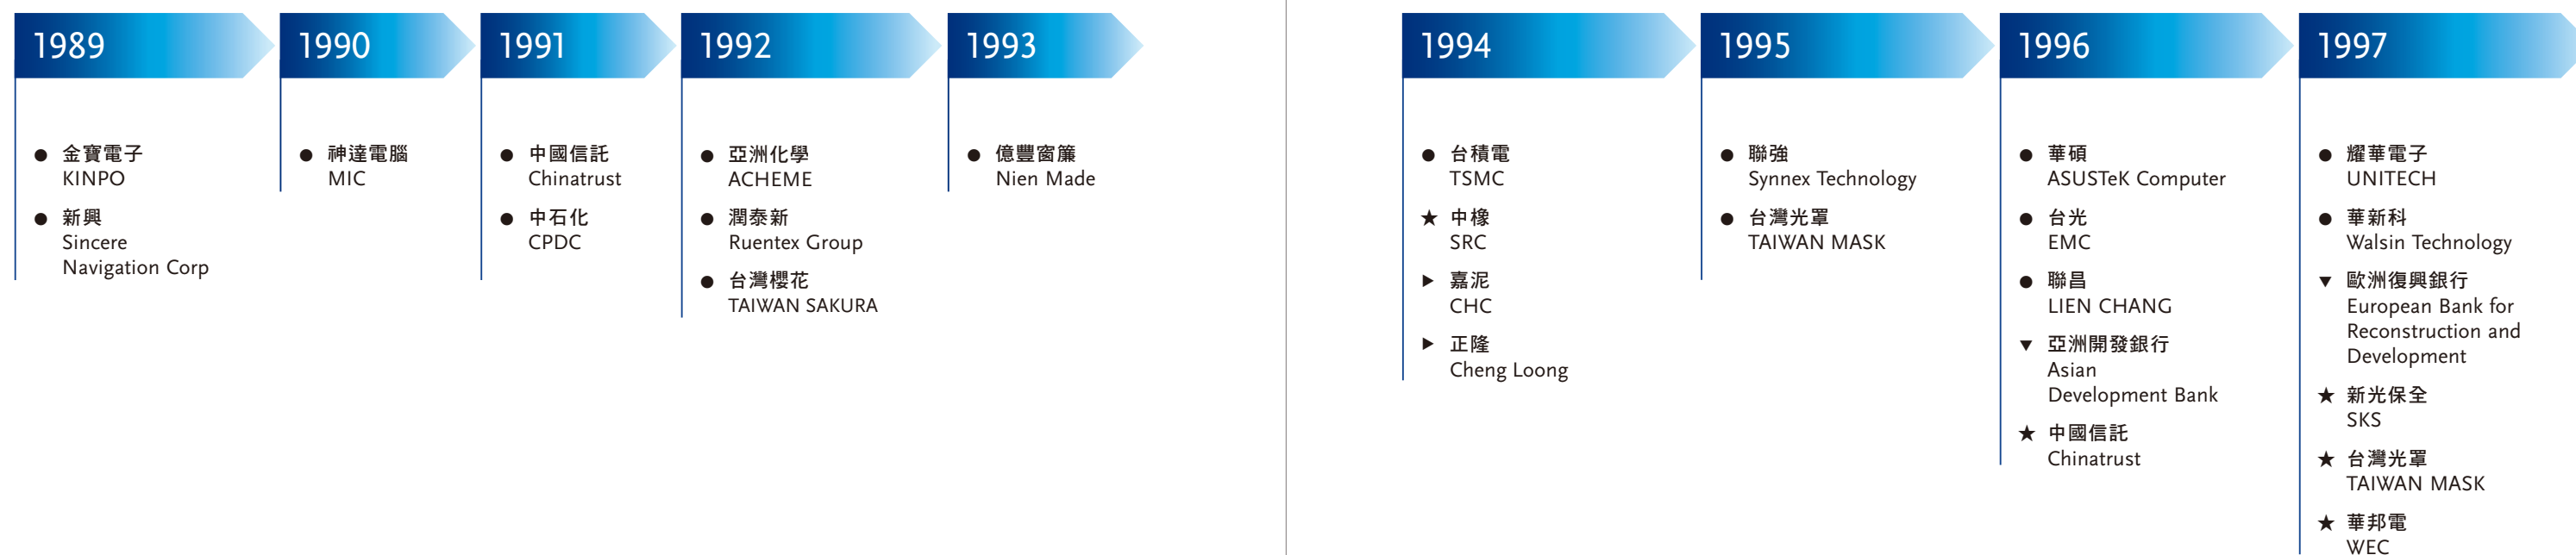 1989
● 金寶電子
KINPO
● 新興
Sincere
Navigation Corp
1990
● 神達電腦
MIC
1991
● 中國信託
Chinatrust
● 中石化
CPDC
1992
● 亞洲化學
ACHEME
● 潤泰新
Ruentex Group
● 台灣櫻花
TAIWAN SAKURA
1993
● 億豐窗簾
Nien Made
1994
● 台積電
TSMC
★ 中橡
SRC
▶ 嘉泥
CHC
▶ 正隆
Cheng Loong
1995
● 聯強
Synnex Technology
● 台灣光罩
TAIWAN MASK
1996
● 華碩
ASUSTeK Computer
● 台光
EMC
● 聯昌
LIEN CHANG
▼ 亞洲開發銀行
Asian
Development Bank
★ 中國信託
Chinatrust
1997
● 耀華電子
UNITECH
● 華新科
Walsin Technology
▼ 歐洲復興銀行
European Bank for
Reconstruction and
Development
★ 新光保全
SKS
★ 台灣光罩
TAIWAN MASK
★ 華邦電
WEC